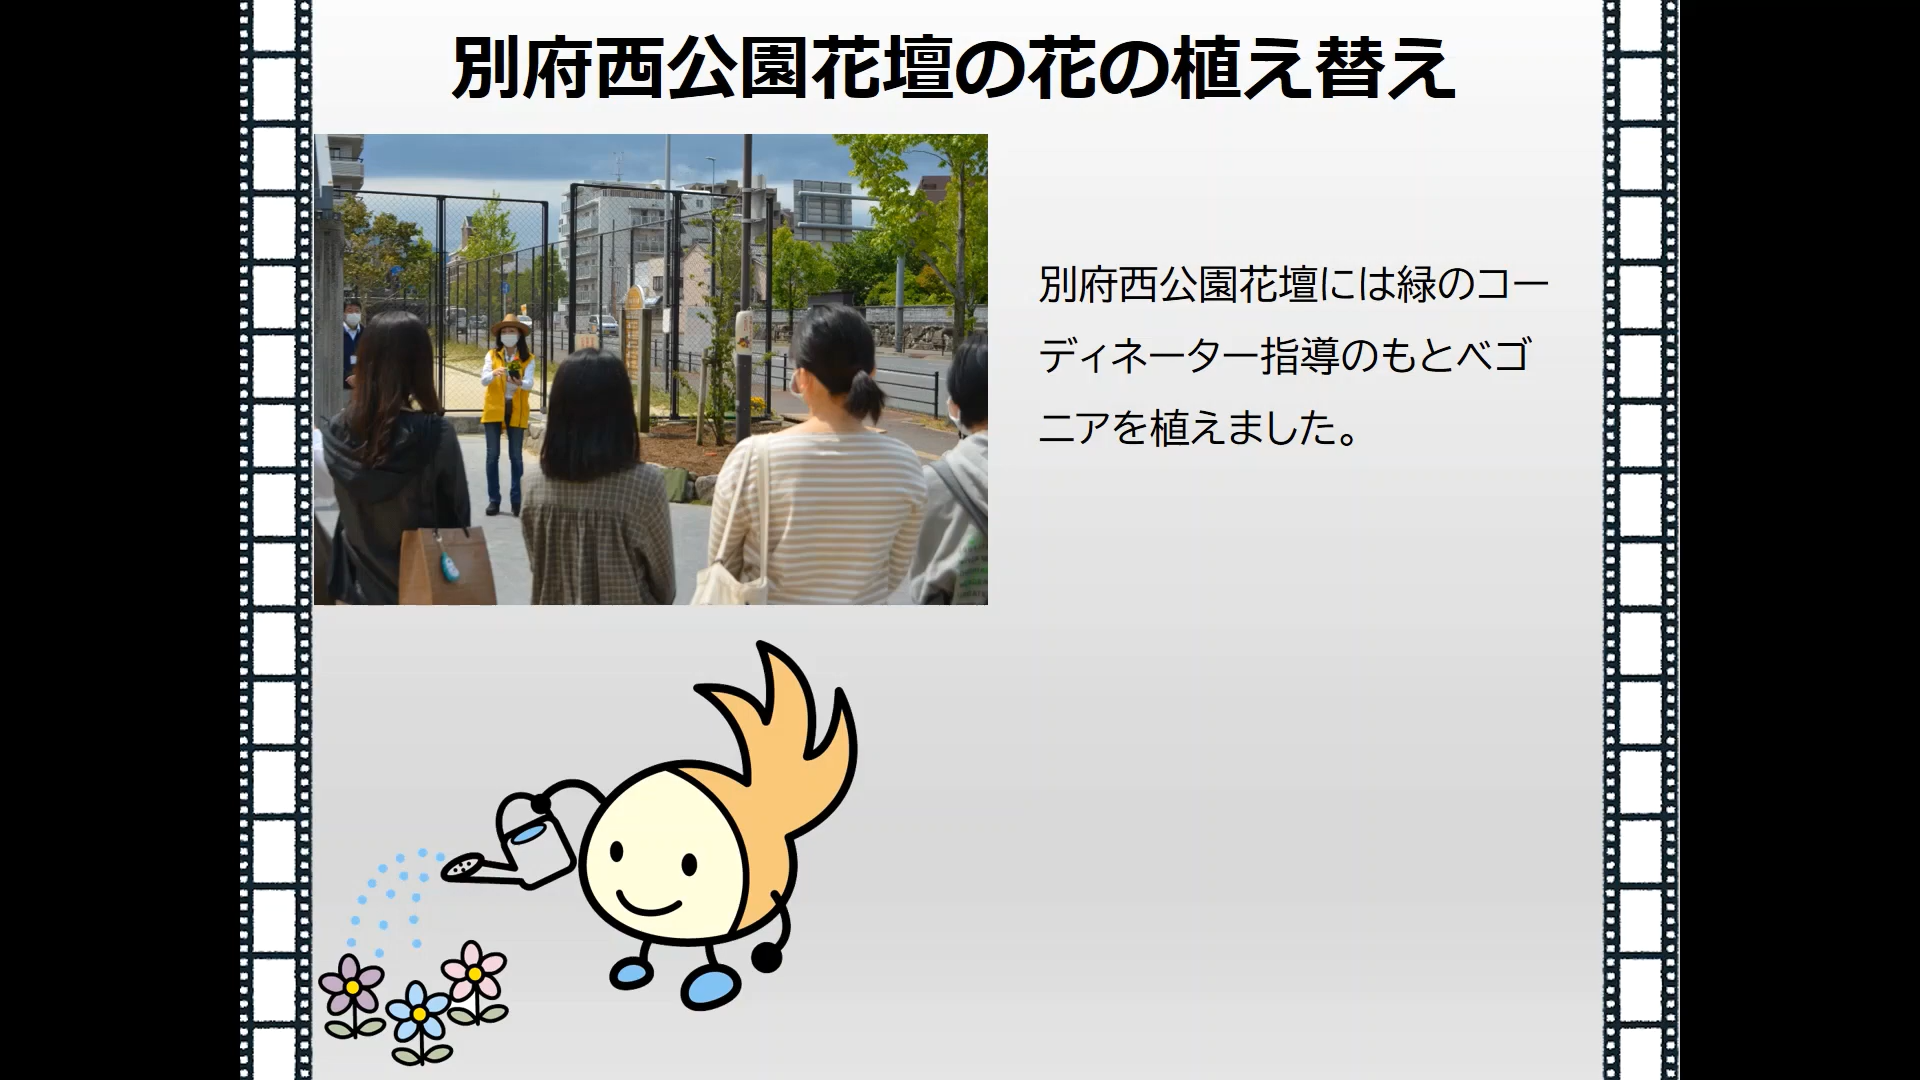 別府西公園花壇の花の植え替え
別府西公園花壇には緑のコー
ディネーター指導のもとベゴ
ニアを植えました。